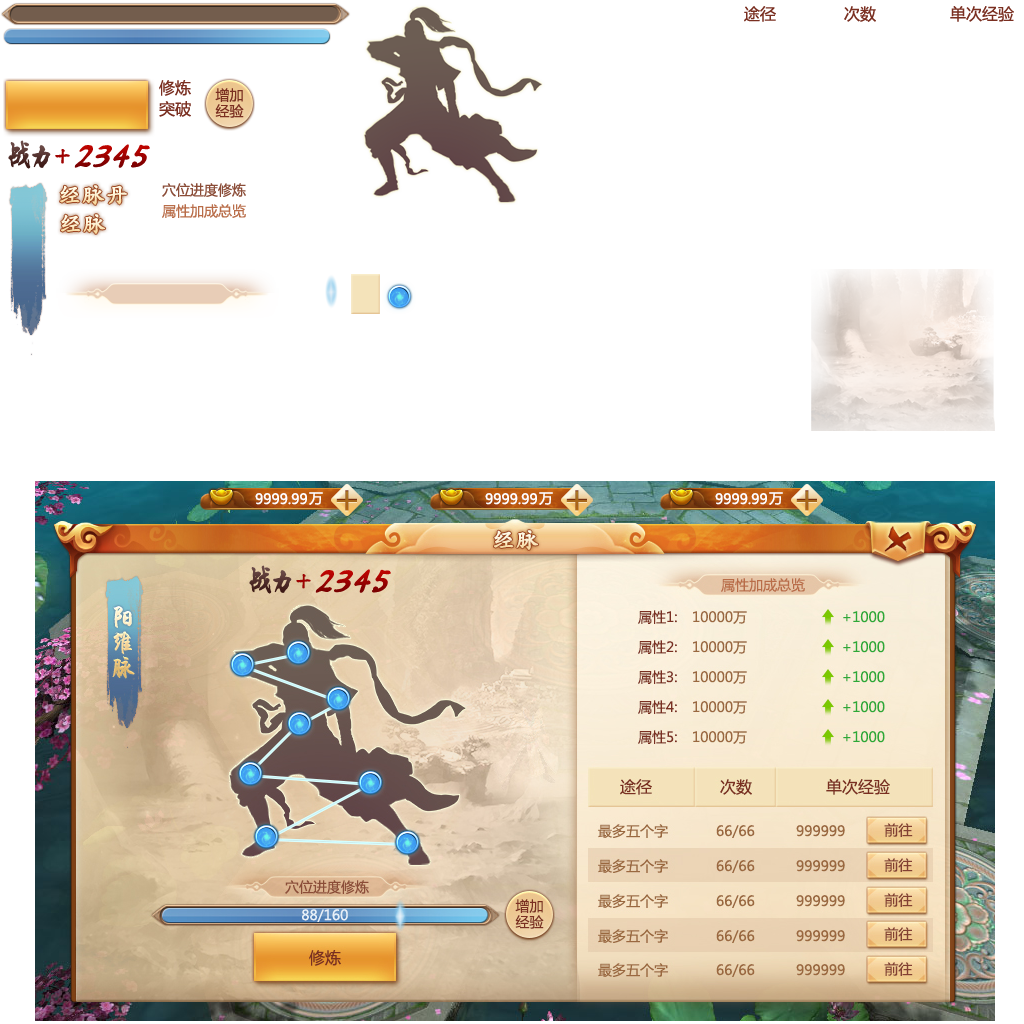 途径 次数 单次经验
修炼
突破
增加
经验
战力+2345
经脉丹
经脉
穴位进度修炼
属性加成总览
9999.99万 9999.99万 9999.99万
经脉
战力+2345
阳维脉
属性加成总览
属性1: 10000万 +1000
属性2: 10000万 +1000
属性3: 10000万 +1000
属性4: 10000万 +1000
属性5: 10000万 +1000
途径 次数 单次经验
最多五个字 66/66 999999 前往
最多五个字 66/66 999999 前往
最多五个字 66/66 999999 前往
最多五个字 66/66 999999 前往
最多五个字 66/66 999999 前往
穴位进度修炼
88/160
增加
经验
修炼